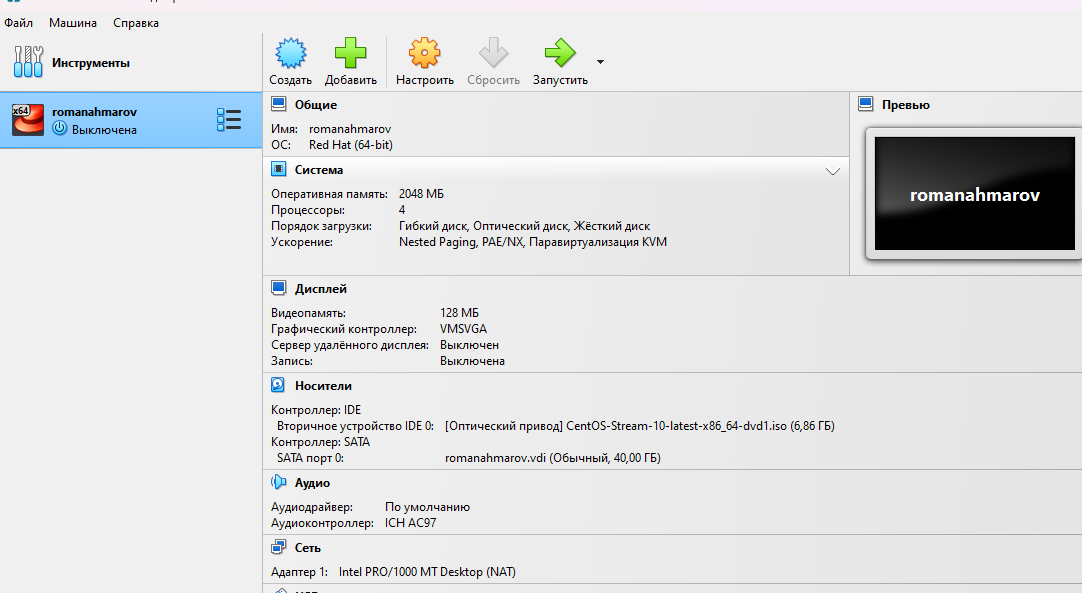 Файл Машина Справка
Инструменты
Создать Добавить Настроить Сбросить Запустить
x64
romanahmarov
Выключена
Общие
Имя: romanahmarov
ОС: Red Hat (64-bit)
Система
Оперативная память: 2048 МБ
Процессоры: 4
Порядок загрузки: Гибкий диск, Оптический диск, Жёсткий диск
Ускорение: Nested Paging, PAE/NX, Паравиртуализация KVM
Превью
romanahmarov
Дисплей
Видеопамять: 128 МБ
Графический контроллер: VMSVGA
Сервер удалённого дисплея: Выключен
Запись: Выключена
Носители
Контроллер: IDE
Вторичное устройство IDE 0: [Оптический привод] CentOS-Stream-10-latest-x86_64-dvd1.iso (6,86 ГБ)
Контроллер: SATA
SATA порт 0: romanahmarov.vdi (Обычный, 40,00 ГБ)
Аудио
Аудиодрайвер: По умолчанию
Аудиоконтроллер: ICH AC97
Сеть
Адаптер 1: Intel PRO/1000 MT Desktop (NAT)